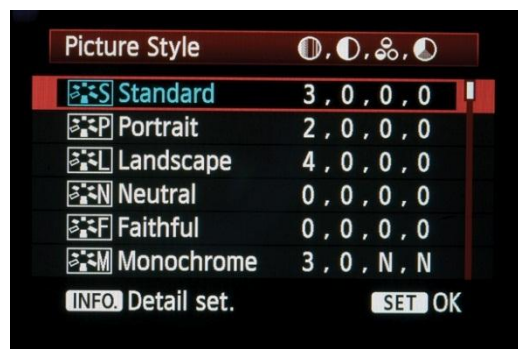 Picture Style
S Standard 3 , 0 , 0 , 0
P Portrait 2 , 0 , 0 , 0
L Landscape 4 , 0 , 0 , 0
N Neutral 0 , 0 , 0 , 0
F Faithful 0 , 0 , 0 , 0
M Monochrome 3 , 0 , N , N
INFO. Detail set. SET OK